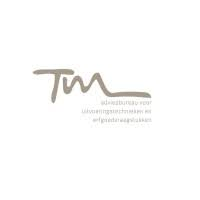 TM
adviesbureau voor
uitvoeringstechnieken en
erfgoedvraagstukken